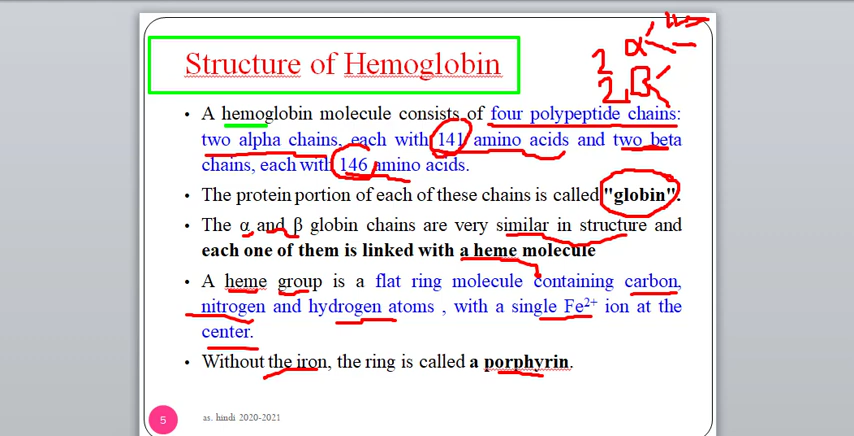 Structure of Hemoglobin
2 α
2 β
• A hemoglobin molecule consists of four polypeptide chains:
two alpha chains, each with 141 amino acids and two beta
chains, each with 146 amino acids.
• The protein portion of each of these chains is called "globin".
• The α and β globin chains are very similar in structure and
each one of them is linked with a heme molecule
• A heme group is a flat ring molecule containing carbon,
nitrogen and hydrogen atoms , with a single Fe²⁺ ion at the
center.
• Without the iron, the ring is called a porphyrin.
5 as. hindi 2020-2021